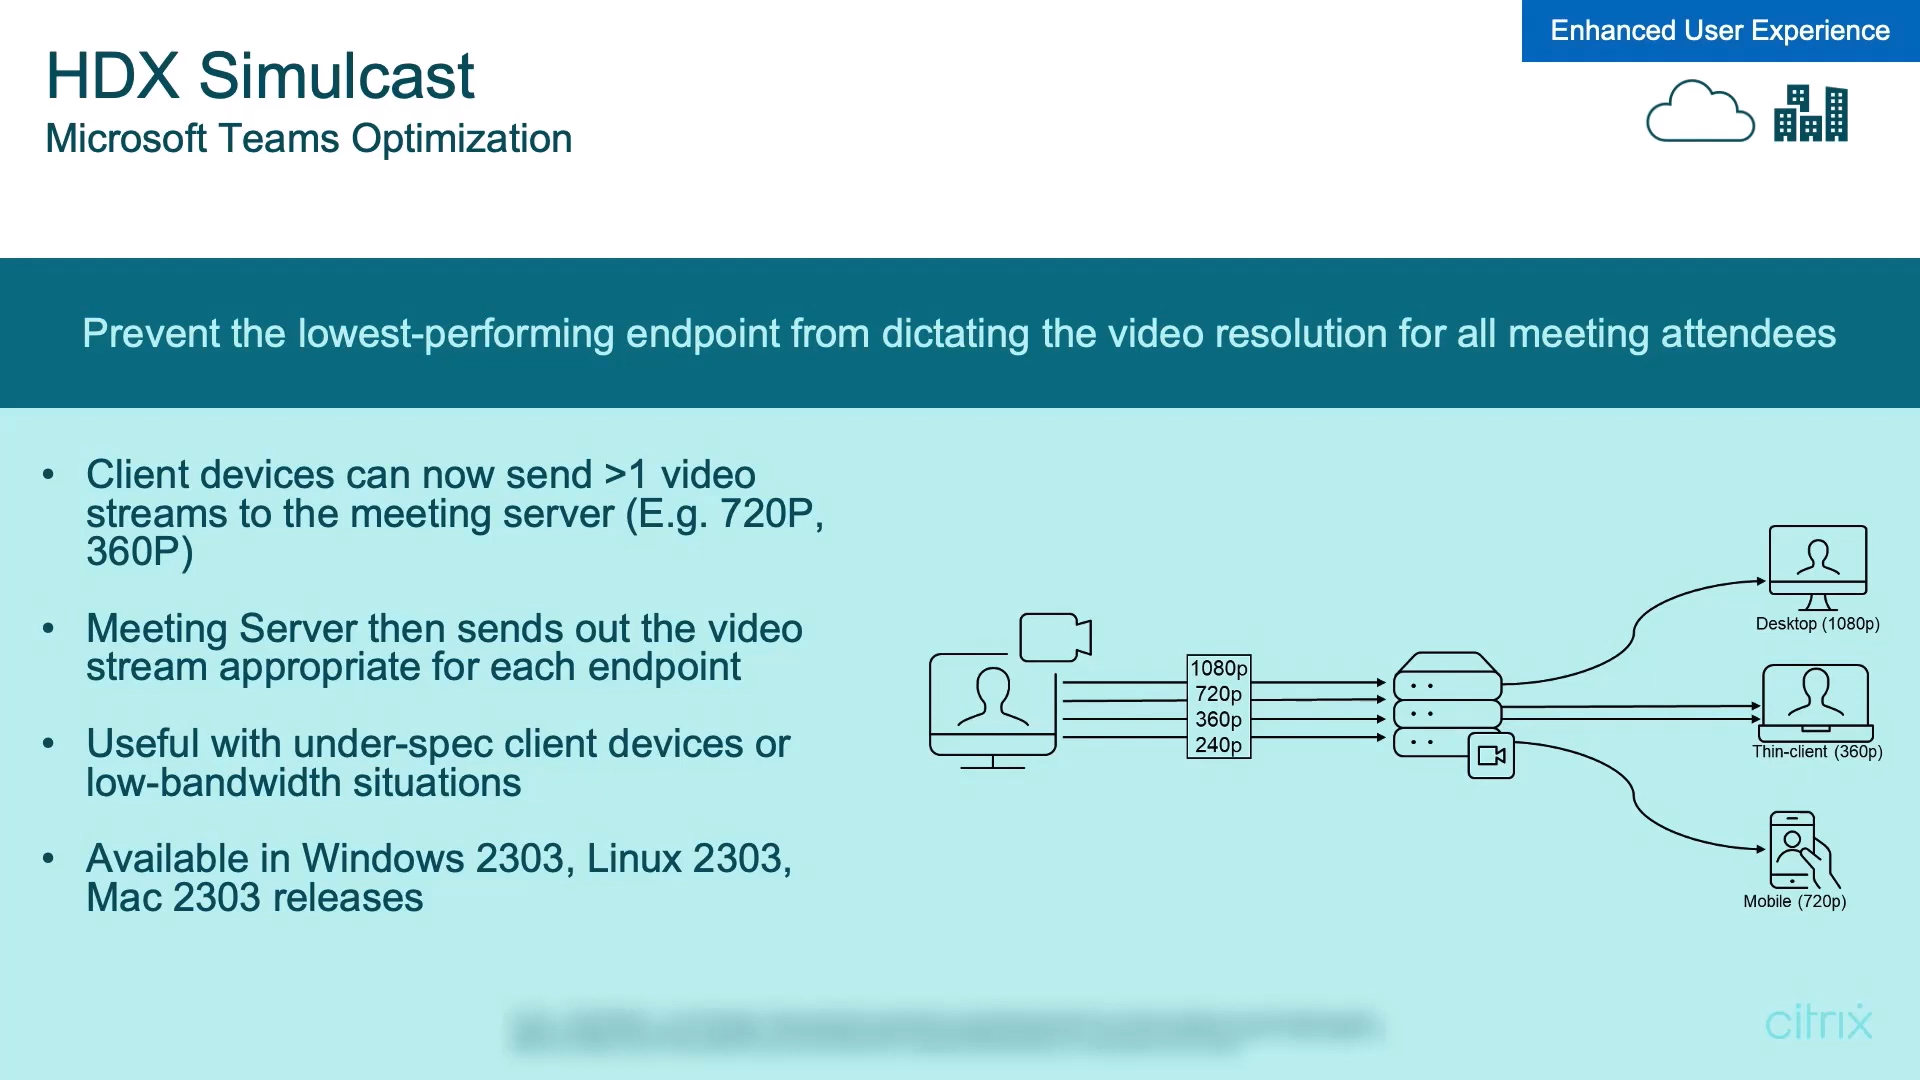 Enhanced User Experience
HDX Simulcast
Microsoft Teams Optimization
Prevent the lowest-performing endpoint from dictating the video resolution for all meeting attendees
• Client devices can now send >1 video
streams to the meeting server (E.g. 720P,
360P)
• Meeting Server then sends out the video
stream appropriate for each endpoint
• Useful with under-spec client devices or
low-bandwidth situations
• Available in Windows 2303, Linux 2303,
Mac 2303 releases
1080p
720p
360p
240p
Desktop (1080p)
Thin-client (360p)
Mobile (720p)
citrix